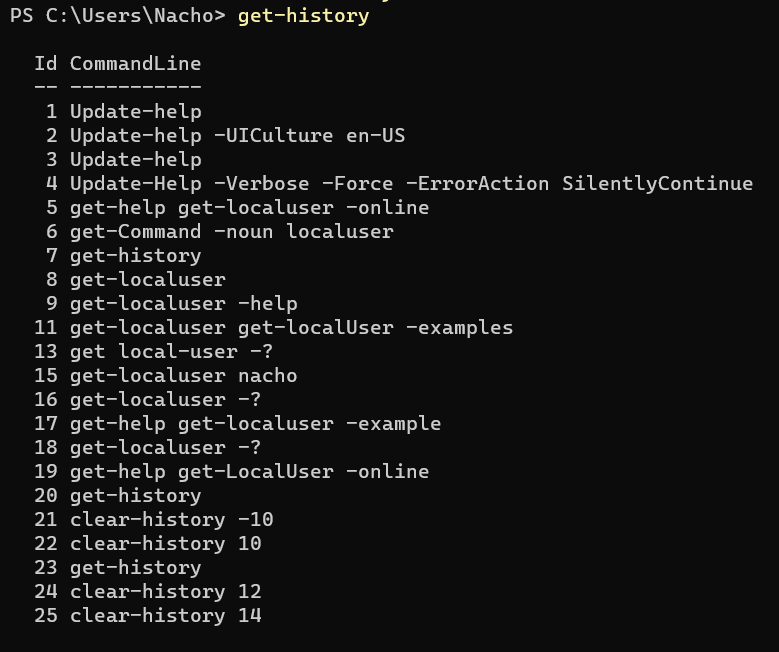 PS C:\Users\Nacho> get-history
Id CommandLine
-- -----------
1 Update-help
2 Update-help -UICulture en-US
3 Update-help
4 Update-Help -Verbose -Force -ErrorAction SilentlyContinue
5 get-help get-localuser -online
6 get-Command -noun localuser
7 get-history
8 get-localuser
9 get-localuser -help
11 get-localuser get-localUser -examples
13 get local-user -?
15 get-localuser nacho
16 get-localuser -?
17 get-help get-localuser -example
18 get-localuser -?
19 get-help get-LocalUser -online
20 get-history
21 clear-history -10
22 clear-history 10
23 get-history
24 clear-history 12
25 clear-history 14